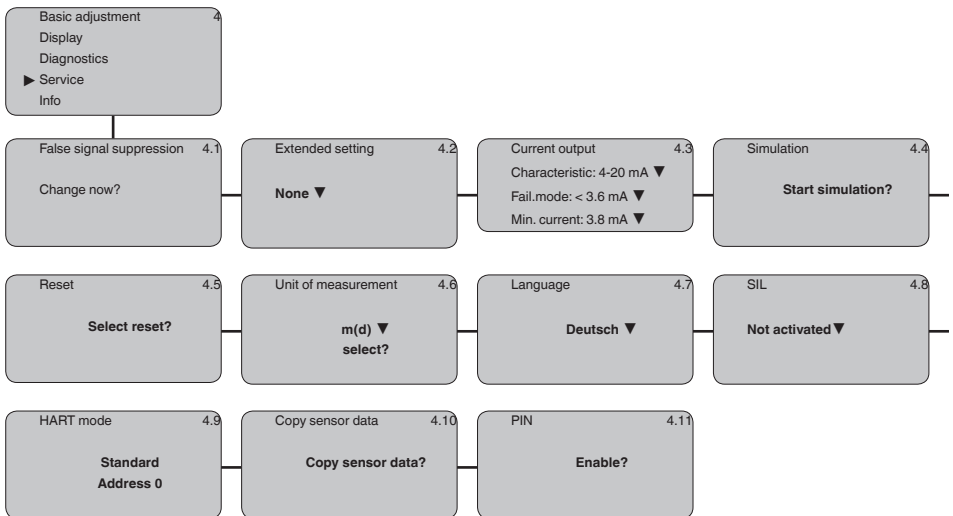 Basic adjustment 4
Display
Diagnostics
▶ Service
Info
False signal suppression 4.1
Change now?
Extended setting 4.2
None ▼
Current output 4.3
Characteristic: 4-20 mA ▼
Fail.mode: < 3.6 mA ▼
Min. current: 3.8 mA ▼
Simulation 4.4
Start simulation?
Reset 4.5
Select reset?
Unit of measurement 4.6
m(d) ▼
select?
Language 4.7
Deutsch ▼
SIL 4.8
Not activated ▼
HART mode 4.9
Standard
Address 0
Copy sensor data 4.10
Copy sensor data?
PIN 4.11
Enable?